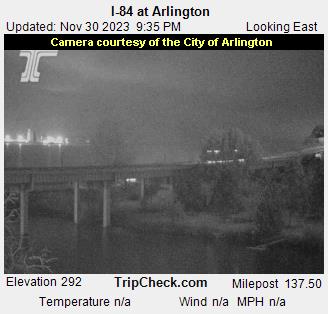 I-84 at Arlington
Updated: Nov 30 2023 9:35 PM Looking East
Camera courtesy of the City of Arlington
Elevation 292 TripCheck.com Milepost 137.50
Temperature n/a Wind n/a MPH n/a